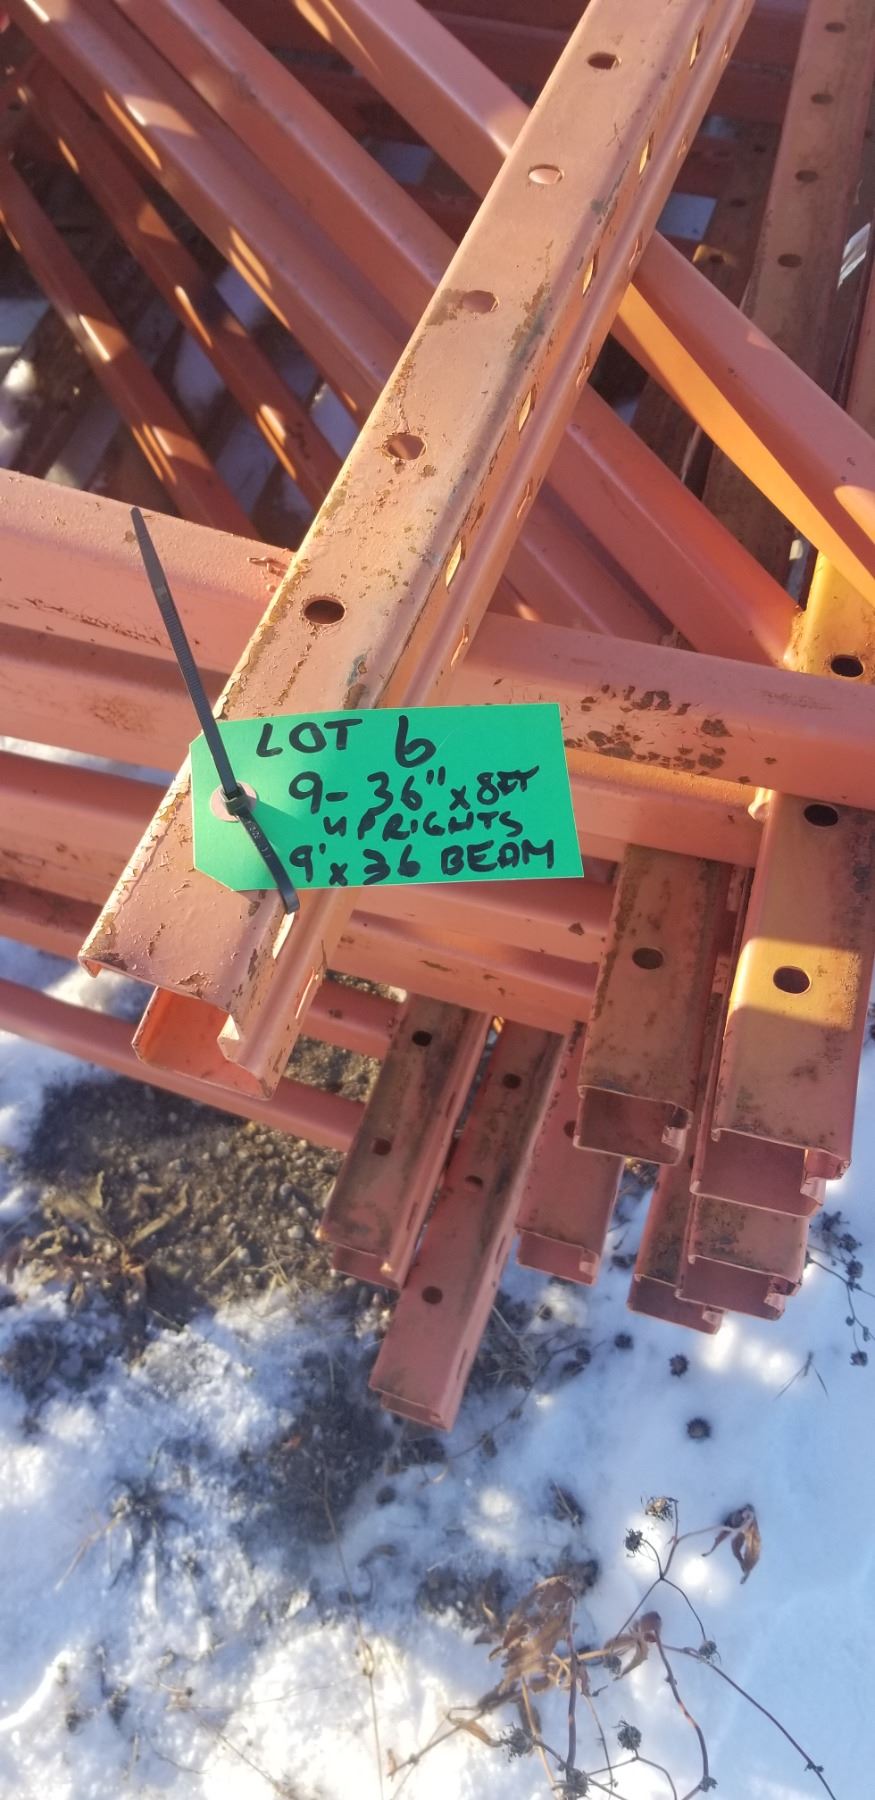 LOT 6
9-36" x 8FT
UPRIGHTS
9' x 36 BEAM